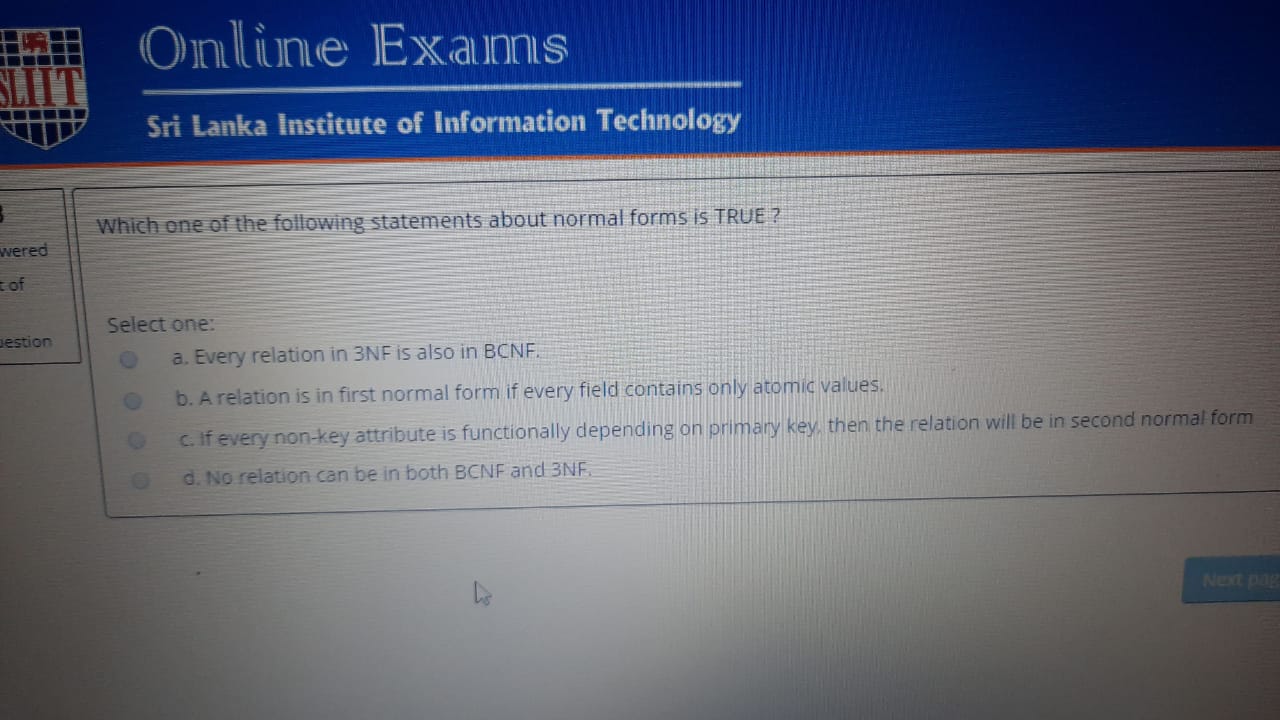 SLIIT
Online Exams
Sri Lanka Institute of Information Technology
wered
t of
uestion
Which one of the following statements about normal forms is TRUE ?
Select one:
a. Every relation in 3NF is also in BCNF.
b. A relation is in first normal form if every field contains only atomic values.
c. If every non-key attribute is functionally depending on primary key, then the relation will be in second normal form
d. No relation can be in both BCNF and 3NF.
Next pag